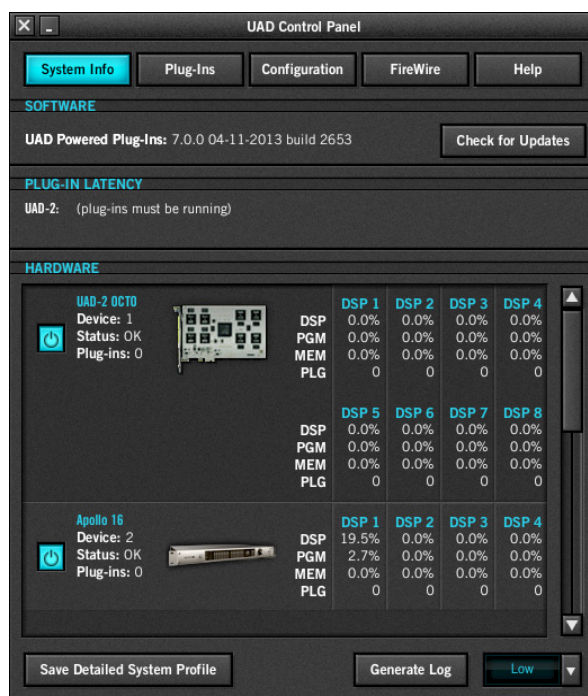 UAD Control Panel
System Info Plug-Ins Configuration FireWire Help
SOFTWARE
UAD Powered Plug-Ins: 7.0.0 04-11-2013 build 2653 Check for Updates
PLUG-IN LATENCY
UAD-2: (plug-ins must be running)
HARDWARE
UAD-2 OCTO
Device: 1
Status: OK
Plug-ins: 0
DSP 1 DSP 2 DSP 3 DSP 4
DSP 0.0% 0.0% 0.0% 0.0%
PGM 0.0% 0.0% 0.0% 0.0%
MEM 0.0% 0.0% 0.0% 0.0%
PLG 0 0 0 0
DSP 5 DSP 6 DSP 7 DSP 8
DSP 0.0% 0.0% 0.0% 0.0%
PGM 0.0% 0.0% 0.0% 0.0%
MEM 0.0% 0.0% 0.0% 0.0%
PLG 0 0 0 0
Apollo 16
Device: 2
Status: OK
Plug-ins: 0
DSP 1 DSP 2 DSP 3 DSP 4
DSP 19.5% 0.0% 0.0% 0.0%
PGM 2.7% 0.0% 0.0% 0.0%
MEM 0.0% 0.0% 0.0% 0.0%
PLG 0 0 0 0
Save Detailed System Profile Generate Log Low